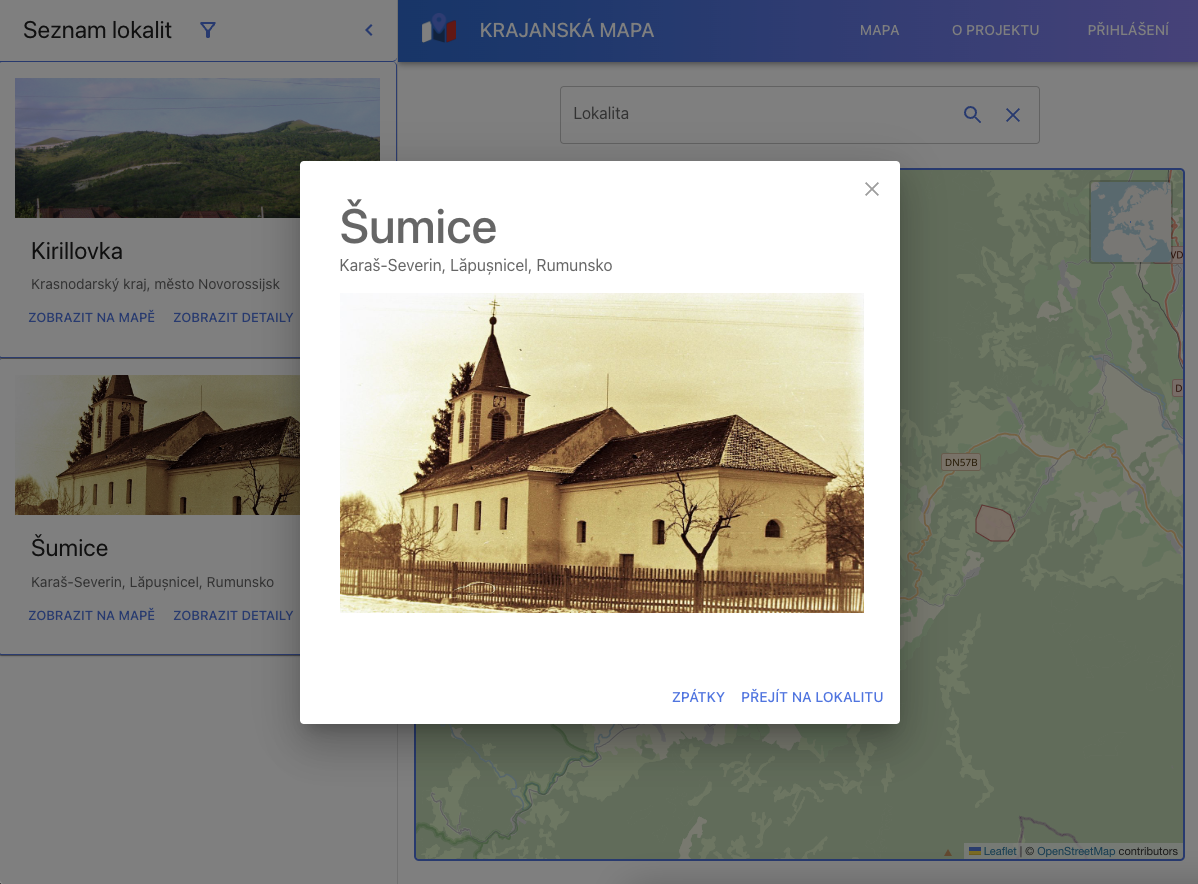 Seznam lokalit
KRAJANSKÁ MAPA
MAPA
O PROJEKTU
PŘIHLÁŠENÍ
Lokalita
Kirillovka
Krasnodarský kraj, město Novorossijsk
ZOBRAZIT NA MAPĚ ZOBRAZIT DETAILY
Šumice
Karaš-Severin, Lăpușnicel, Rumunsko
ZOBRAZIT NA MAPĚ ZOBRAZIT DETAILY
Šumice
Karaš-Severin, Lăpușnicel, Rumunsko
ZPÁTKY PŘEJÍT NA LOKALITU
DN57B
Leaflet | © OpenStreetMap contributors